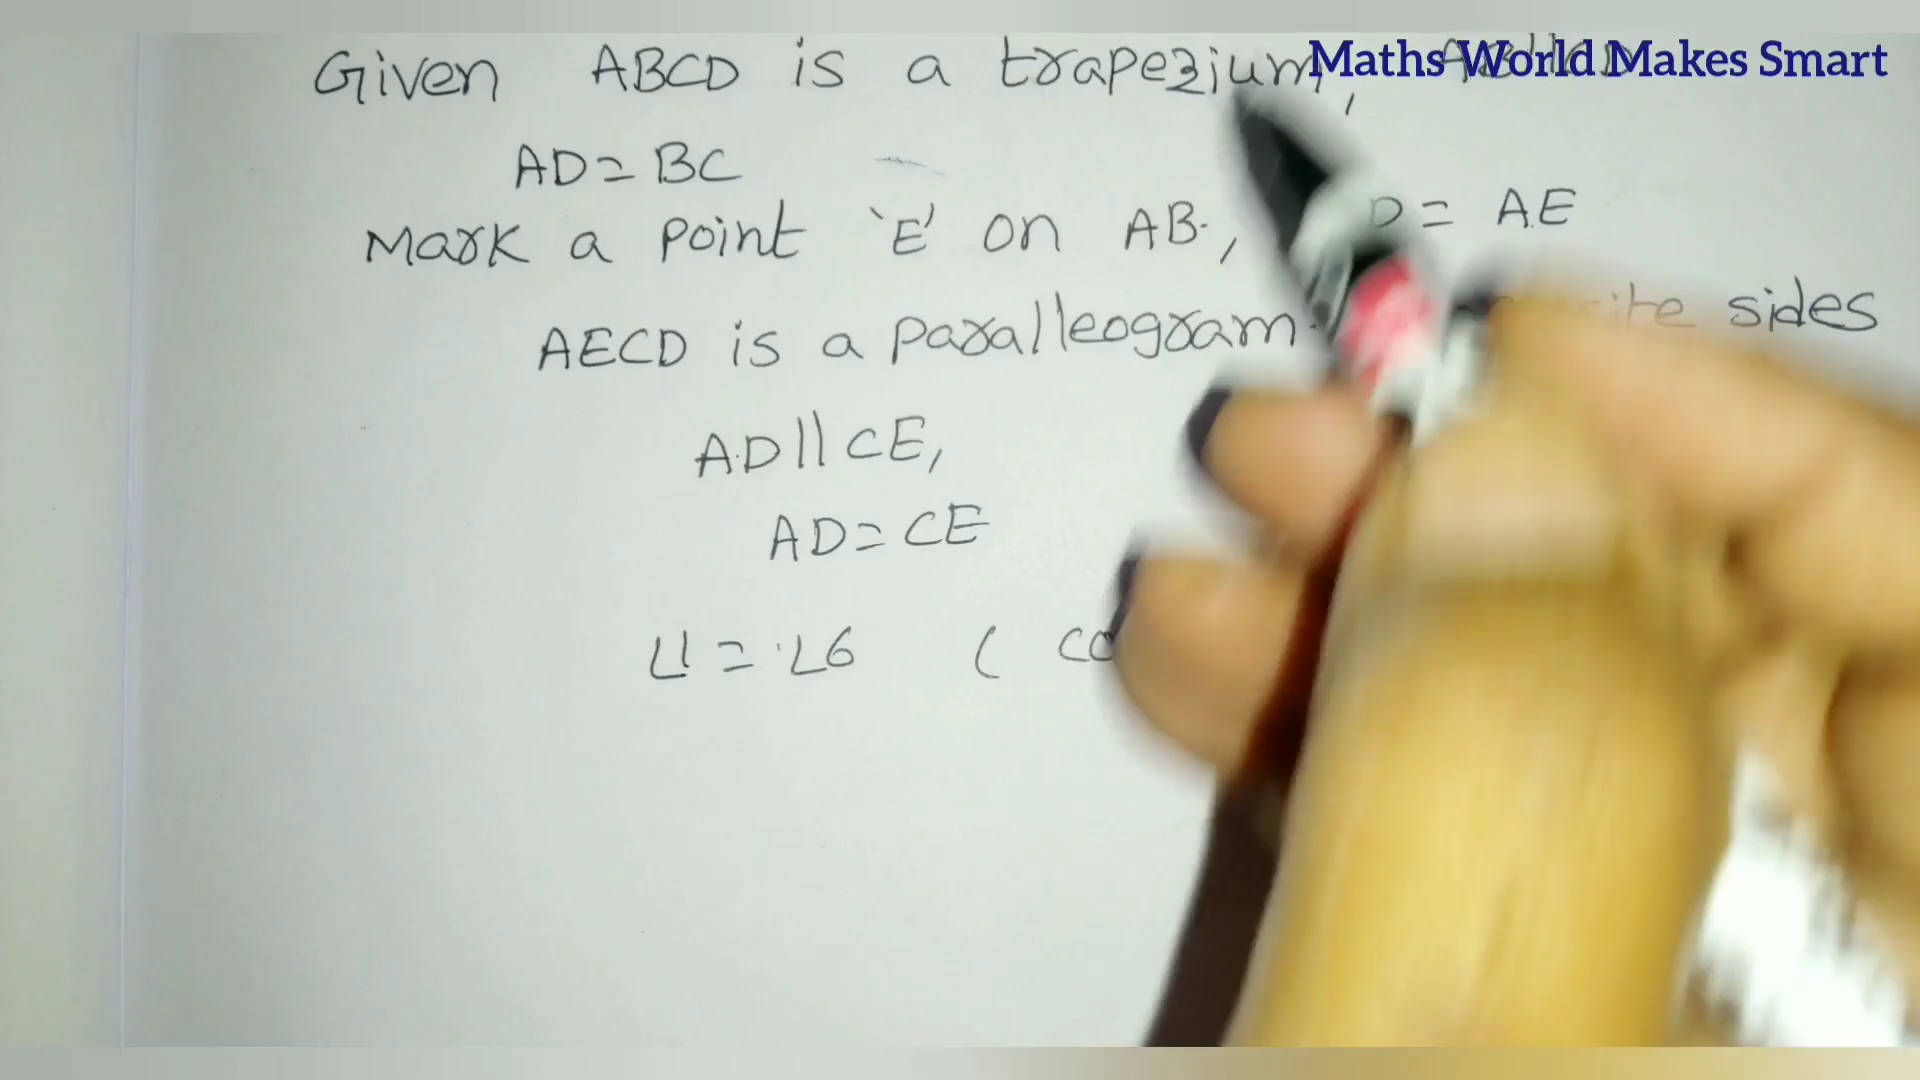 Maths World Makes Smart
Given ABCD is a trapezium,
AD = BC
Mark a point 'E' on AB, D = AE
AECD is a paralleogram sides
AD || CE,
AD = CE
∠1 = ∠6 (